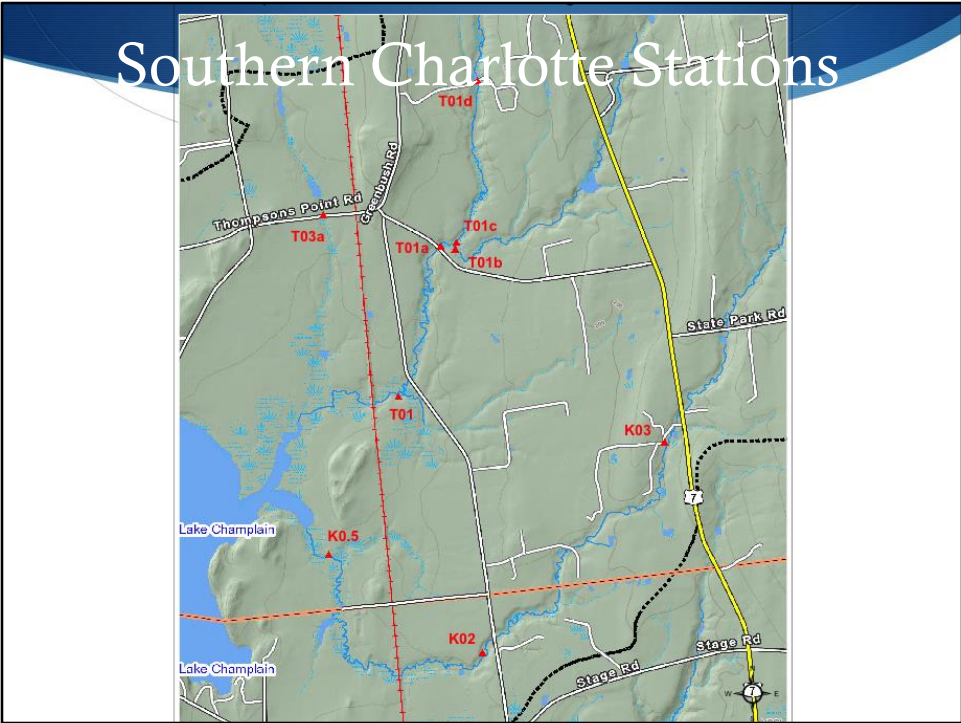 Southern Charlotte Stations
T01d
Greenbush Rd
Thompsons Point Rd
T03a
T01c
T01a
T01b
State Park Rd
T01
K03
7
Lake Champlain
K0.5
K02
Stage Rd
Stage Rd
Lake Champlain
W 7 E